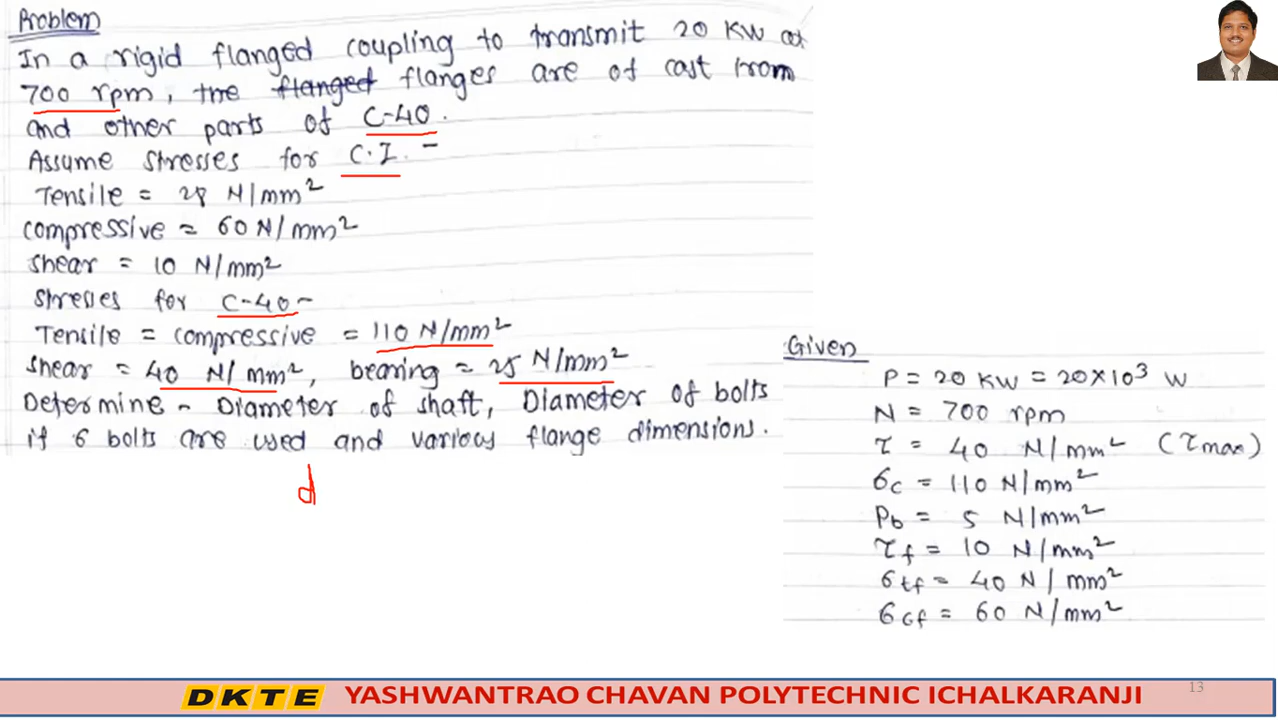 Problem
In a rigid flanged coupling to transmit 20 KW at
700 rpm, the flanged flanges are of cast iron
and other parts of C-40.
Assume stresses for C.I. -
Tensile = 28 N/mm²
compressive = 60 N/mm²
shear = 10 N/mm²
stresses for C-40 -
Tensile = compressive = 110 N/mm²
shear = 40 N/mm², bearing = 25 N/mm²
Determine - Diameter of shaft, Diameter of bolts
if 6 bolts are used and various flange dimensions.
d
Given
P = 20 KW = 20×10³ W
N = 700 rpm
τ = 40 N/mm² (τmax)
σc = 110 N/mm²
Pb = 5 N/mm²
τf = 10 N/mm²
σtf = 40 N/mm²
σcf = 60 N/mm²
DKTE YASHWANTRAO CHAVAN POLYTECHNIC ICHALKARANJI
13